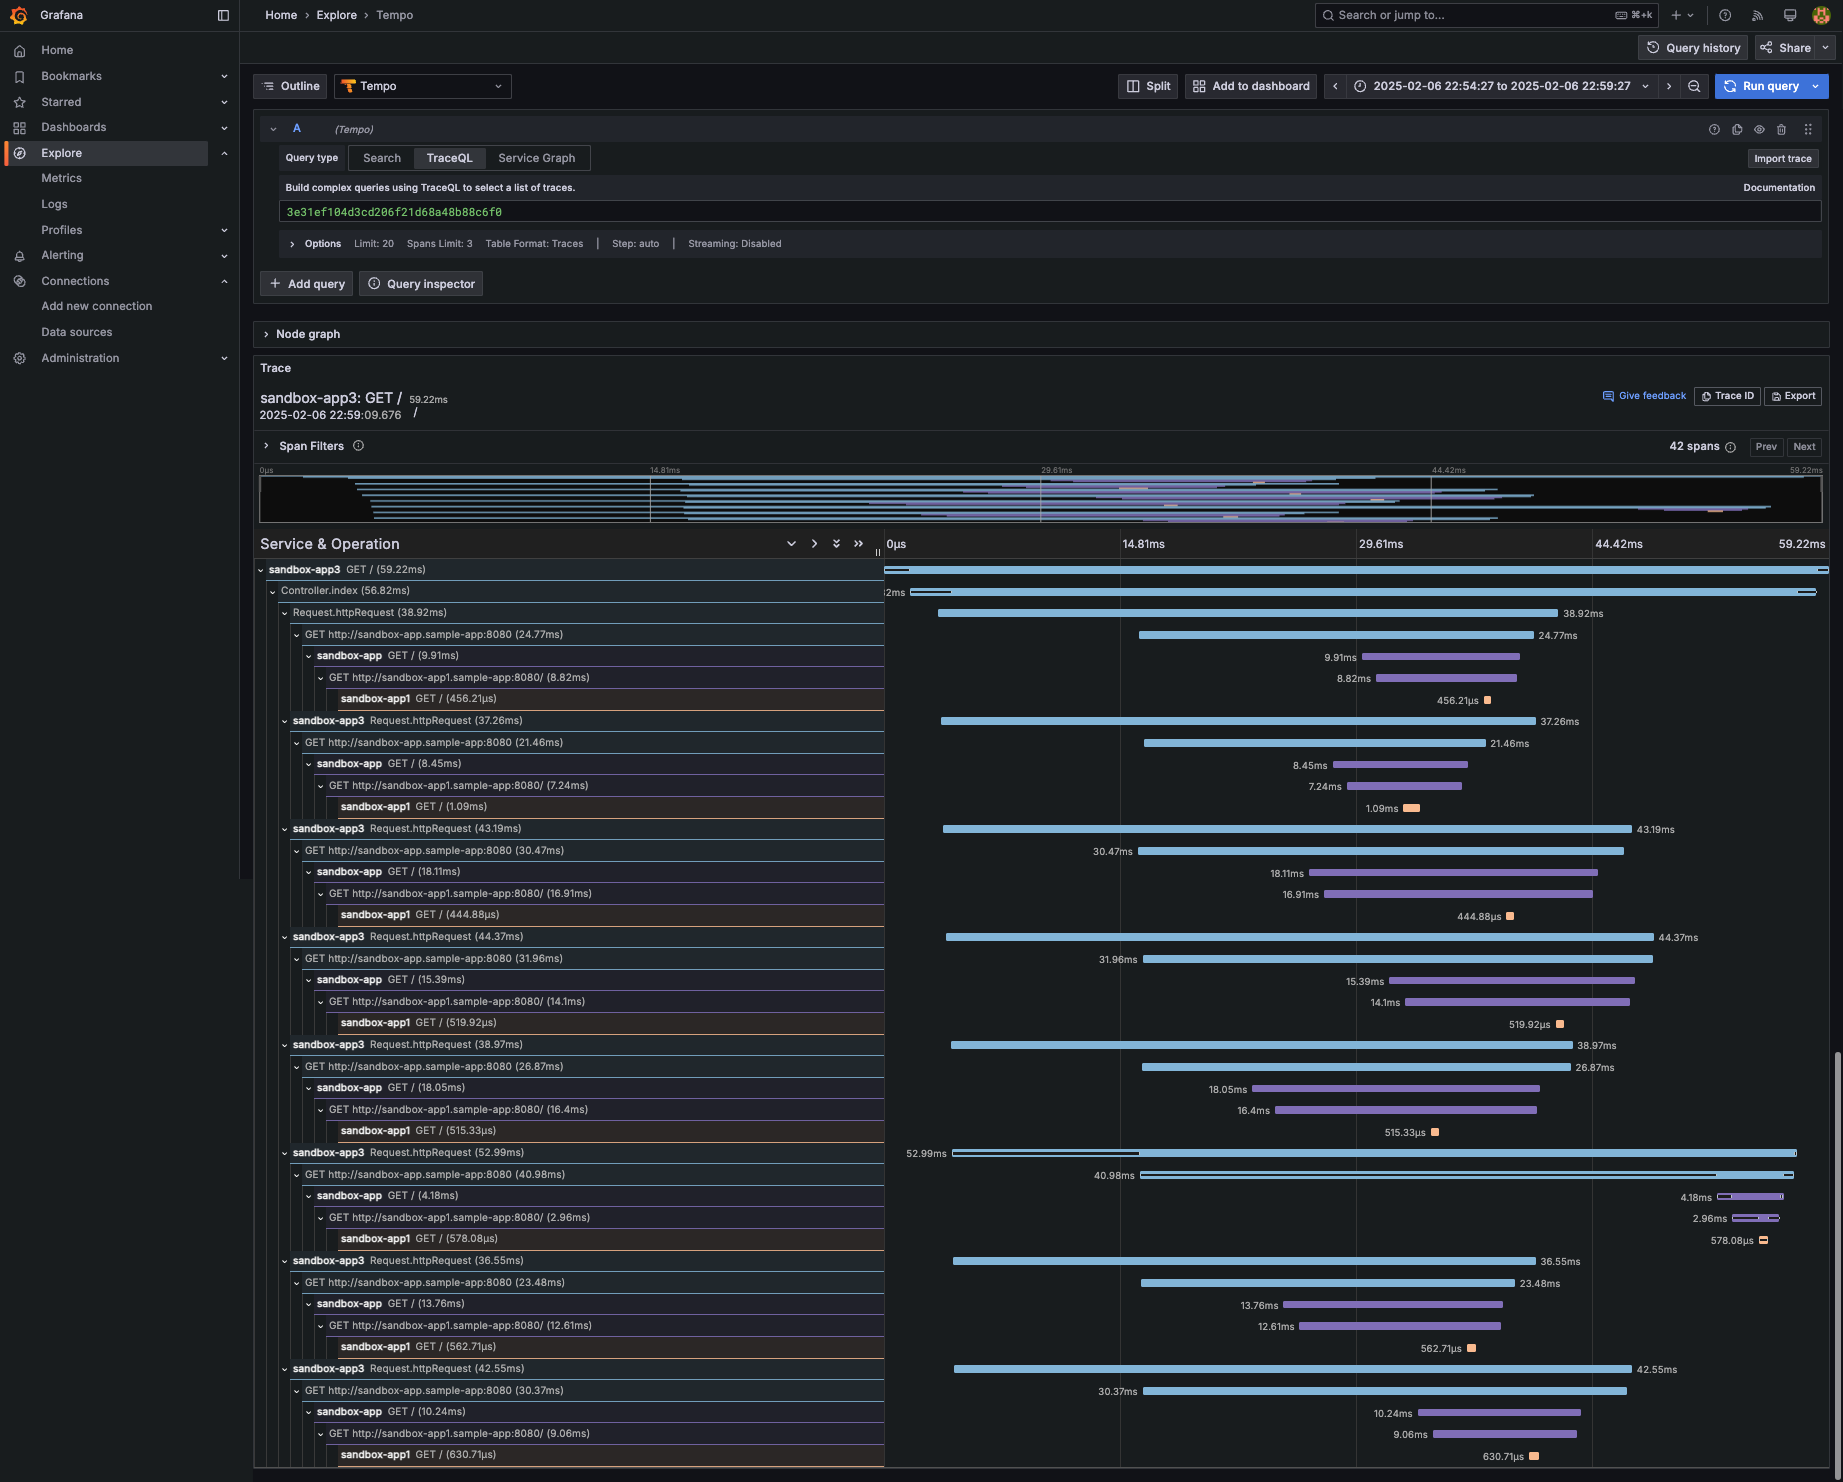 Grafana
Home › Explore › Tempo
Search or jump to...
⌘+k
Home
Bookmarks
Starred
Dashboards
Explore
Metrics
Logs
Profiles
Alerting
Connections
Add new connection
Data sources
Administration
Query history
Share
Outline
Tempo
Split
Add to dashboard
2025-02-06 22:54:27 to 2025-02-06 22:59:27
Run query
A (Tempo)
Query type Search TraceQL Service Graph
Import trace
Build complex queries using TraceQL to select a list of traces.
Documentation
3e31ef104d3cd206f21d68a48b88c6f0
Options Limit: 20 Spans Limit: 3 Table Format: Traces | Step: auto | Streaming: Disabled
+ Add query
Query inspector
Node graph
Trace
sandbox-app3: GET / 59.22ms
2025-02-06 22:59:09.676 /
Give feedback
Trace ID
Export
Span Filters
42 spans
Prev
Next
0µs 14.81ms 29.61ms 44.42ms 59.22ms
Service & Operation
0µs 14.81ms 29.61ms 44.42ms 59.22ms
sandbox-app3 GET / (59.22ms)
Controller.index (56.82ms) 2ms
Request.httpRequest (38.92ms) 38.92ms
GET http://sandbox-app.sample-app:8080 (24.77ms) 24.77ms
sandbox-app GET / (9.91ms) 9.91ms
GET http://sandbox-app1.sample-app:8080/ (8.82ms) 8.82ms
sandbox-app1 GET / (456.21µs) 456.21µs
sandbox-app3 Request.httpRequest (37.26ms) 37.26ms
GET http://sandbox-app.sample-app:8080 (21.46ms) 21.46ms
sandbox-app GET / (8.45ms) 8.45ms
GET http://sandbox-app1.sample-app:8080/ (7.24ms) 7.24ms
sandbox-app1 GET / (1.09ms) 1.09ms
sandbox-app3 Request.httpRequest (43.19ms) 43.19ms
GET http://sandbox-app.sample-app:8080 (30.47ms) 30.47ms
sandbox-app GET / (18.11ms) 18.11ms
GET http://sandbox-app1.sample-app:8080/ (16.91ms) 16.91ms
sandbox-app1 GET / (444.88µs) 444.88µs
sandbox-app3 Request.httpRequest (44.37ms) 44.37ms
GET http://sandbox-app.sample-app:8080 (31.96ms) 31.96ms
sandbox-app GET / (15.39ms) 15.39ms
GET http://sandbox-app1.sample-app:8080/ (14.1ms) 14.1ms
sandbox-app1 GET / (519.92µs) 519.92µs
sandbox-app3 Request.httpRequest (38.97ms) 38.97ms
GET http://sandbox-app.sample-app:8080 (26.87ms) 26.87ms
sandbox-app GET / (18.05ms) 18.05ms
GET http://sandbox-app1.sample-app:8080/ (16.4ms) 16.4ms
sandbox-app1 GET / (515.33µs) 515.33µs
sandbox-app3 Request.httpRequest (52.99ms) 52.99ms
GET http://sandbox-app.sample-app:8080 (40.98ms) 40.98ms
sandbox-app GET / (4.18ms) 4.18ms
GET http://sandbox-app1.sample-app:8080/ (2.96ms) 2.96ms
sandbox-app1 GET / (578.08µs) 578.08µs
sandbox-app3 Request.httpRequest (36.55ms) 36.55ms
GET http://sandbox-app.sample-app:8080 (23.48ms) 23.48ms
sandbox-app GET / (13.76ms) 13.76ms
GET http://sandbox-app1.sample-app:8080/ (12.61ms) 12.61ms
sandbox-app1 GET / (562.71µs) 562.71µs
sandbox-app3 Request.httpRequest (42.55ms) 42.55ms
GET http://sandbox-app.sample-app:8080 (30.37ms) 30.37ms
sandbox-app GET / (10.24ms) 10.24ms
GET http://sandbox-app1.sample-app:8080/ (9.06ms) 9.06ms
sandbox-app1 GET / (630.71µs) 630.71µs